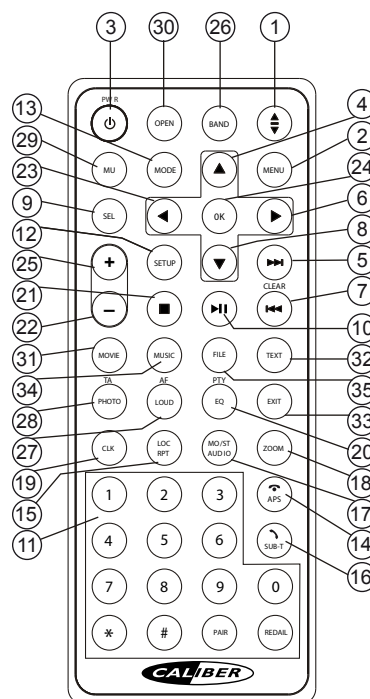 3 30 26 1
PWR
13 OPEN BAND 4
29 MU MODE MENU 2
23 24
9 SEL OK 6
12 8
25 + SETUP 5
21 CLEAR 7
22 − 10
31 MOVIE MUSIC FILE TEXT 32
34 TA AF PTY 35
28 PHOTO LOUD EQ EXIT 33
27 20
19 CLK LOC RPT MO/ST AUDIO ZOOM 18
15 17
11 1 2 3 APS 14
4 5 6 SUB-T 16
7 8 9 0
* # PAIR REDAIL
CALIBER